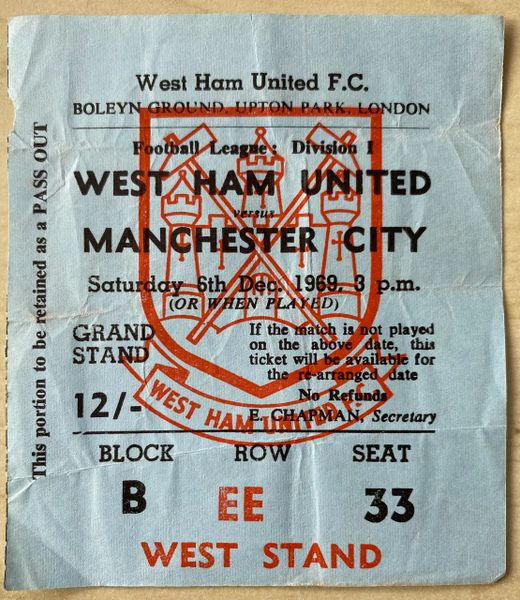 West Ham United F.C.
BOLEYN GROUND, UPTON PARK, LONDON
Football League: Division 1
WEST HAM UNITED
versus
MANCHESTER CITY
Saturday 6th Dec. 1969. 3 p.m.
(OR WHEN PLAYED)
GRAND
STAND
12/-
If the match is not played
on the above date, this
ticket will be available for
the re-arranged date
No Refunds
E. CHAPMAN, Secretary
WEST HAM UNITED F.C.
BLOCK ROW SEAT
B EE 33
WEST STAND
This portion to be retained as a PASS OUT